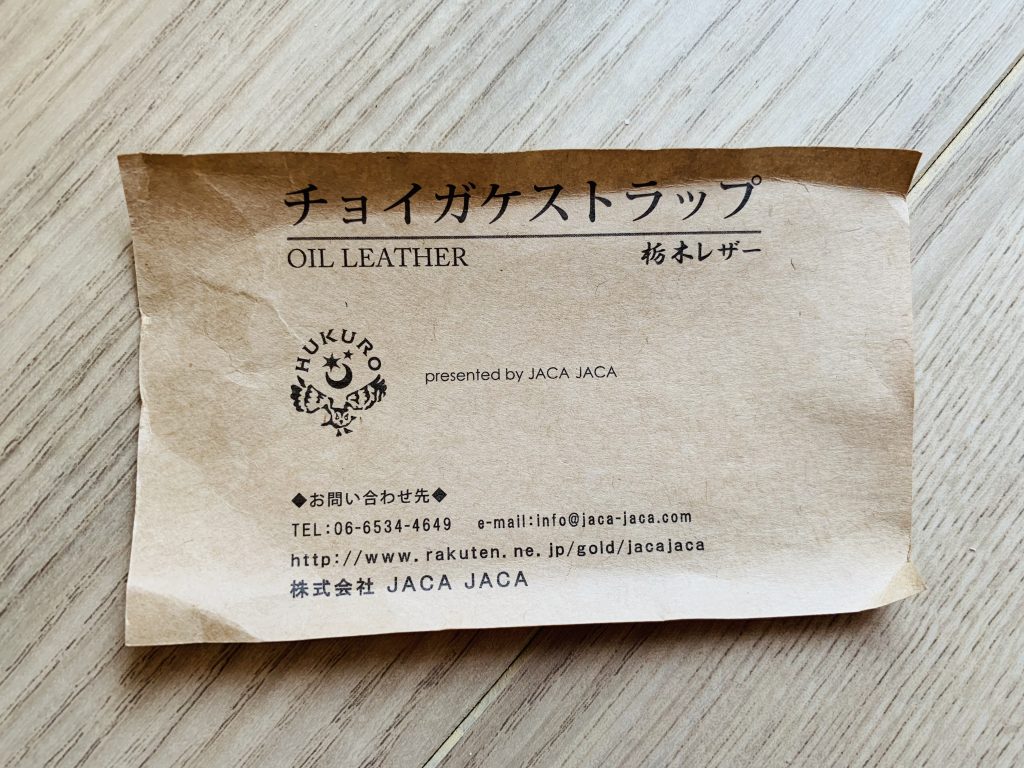 チョイガケストラップ
OIL LEATHER 栃木レザー
HUKURO
presented by JACA JACA
◆お問い合わせ先◆
TEL:06-6534-4649 e-mail:info@jaca-jaca.com
http://www.rakuten.ne.jp/gold/jacajaca
株式会社 JACA JACA